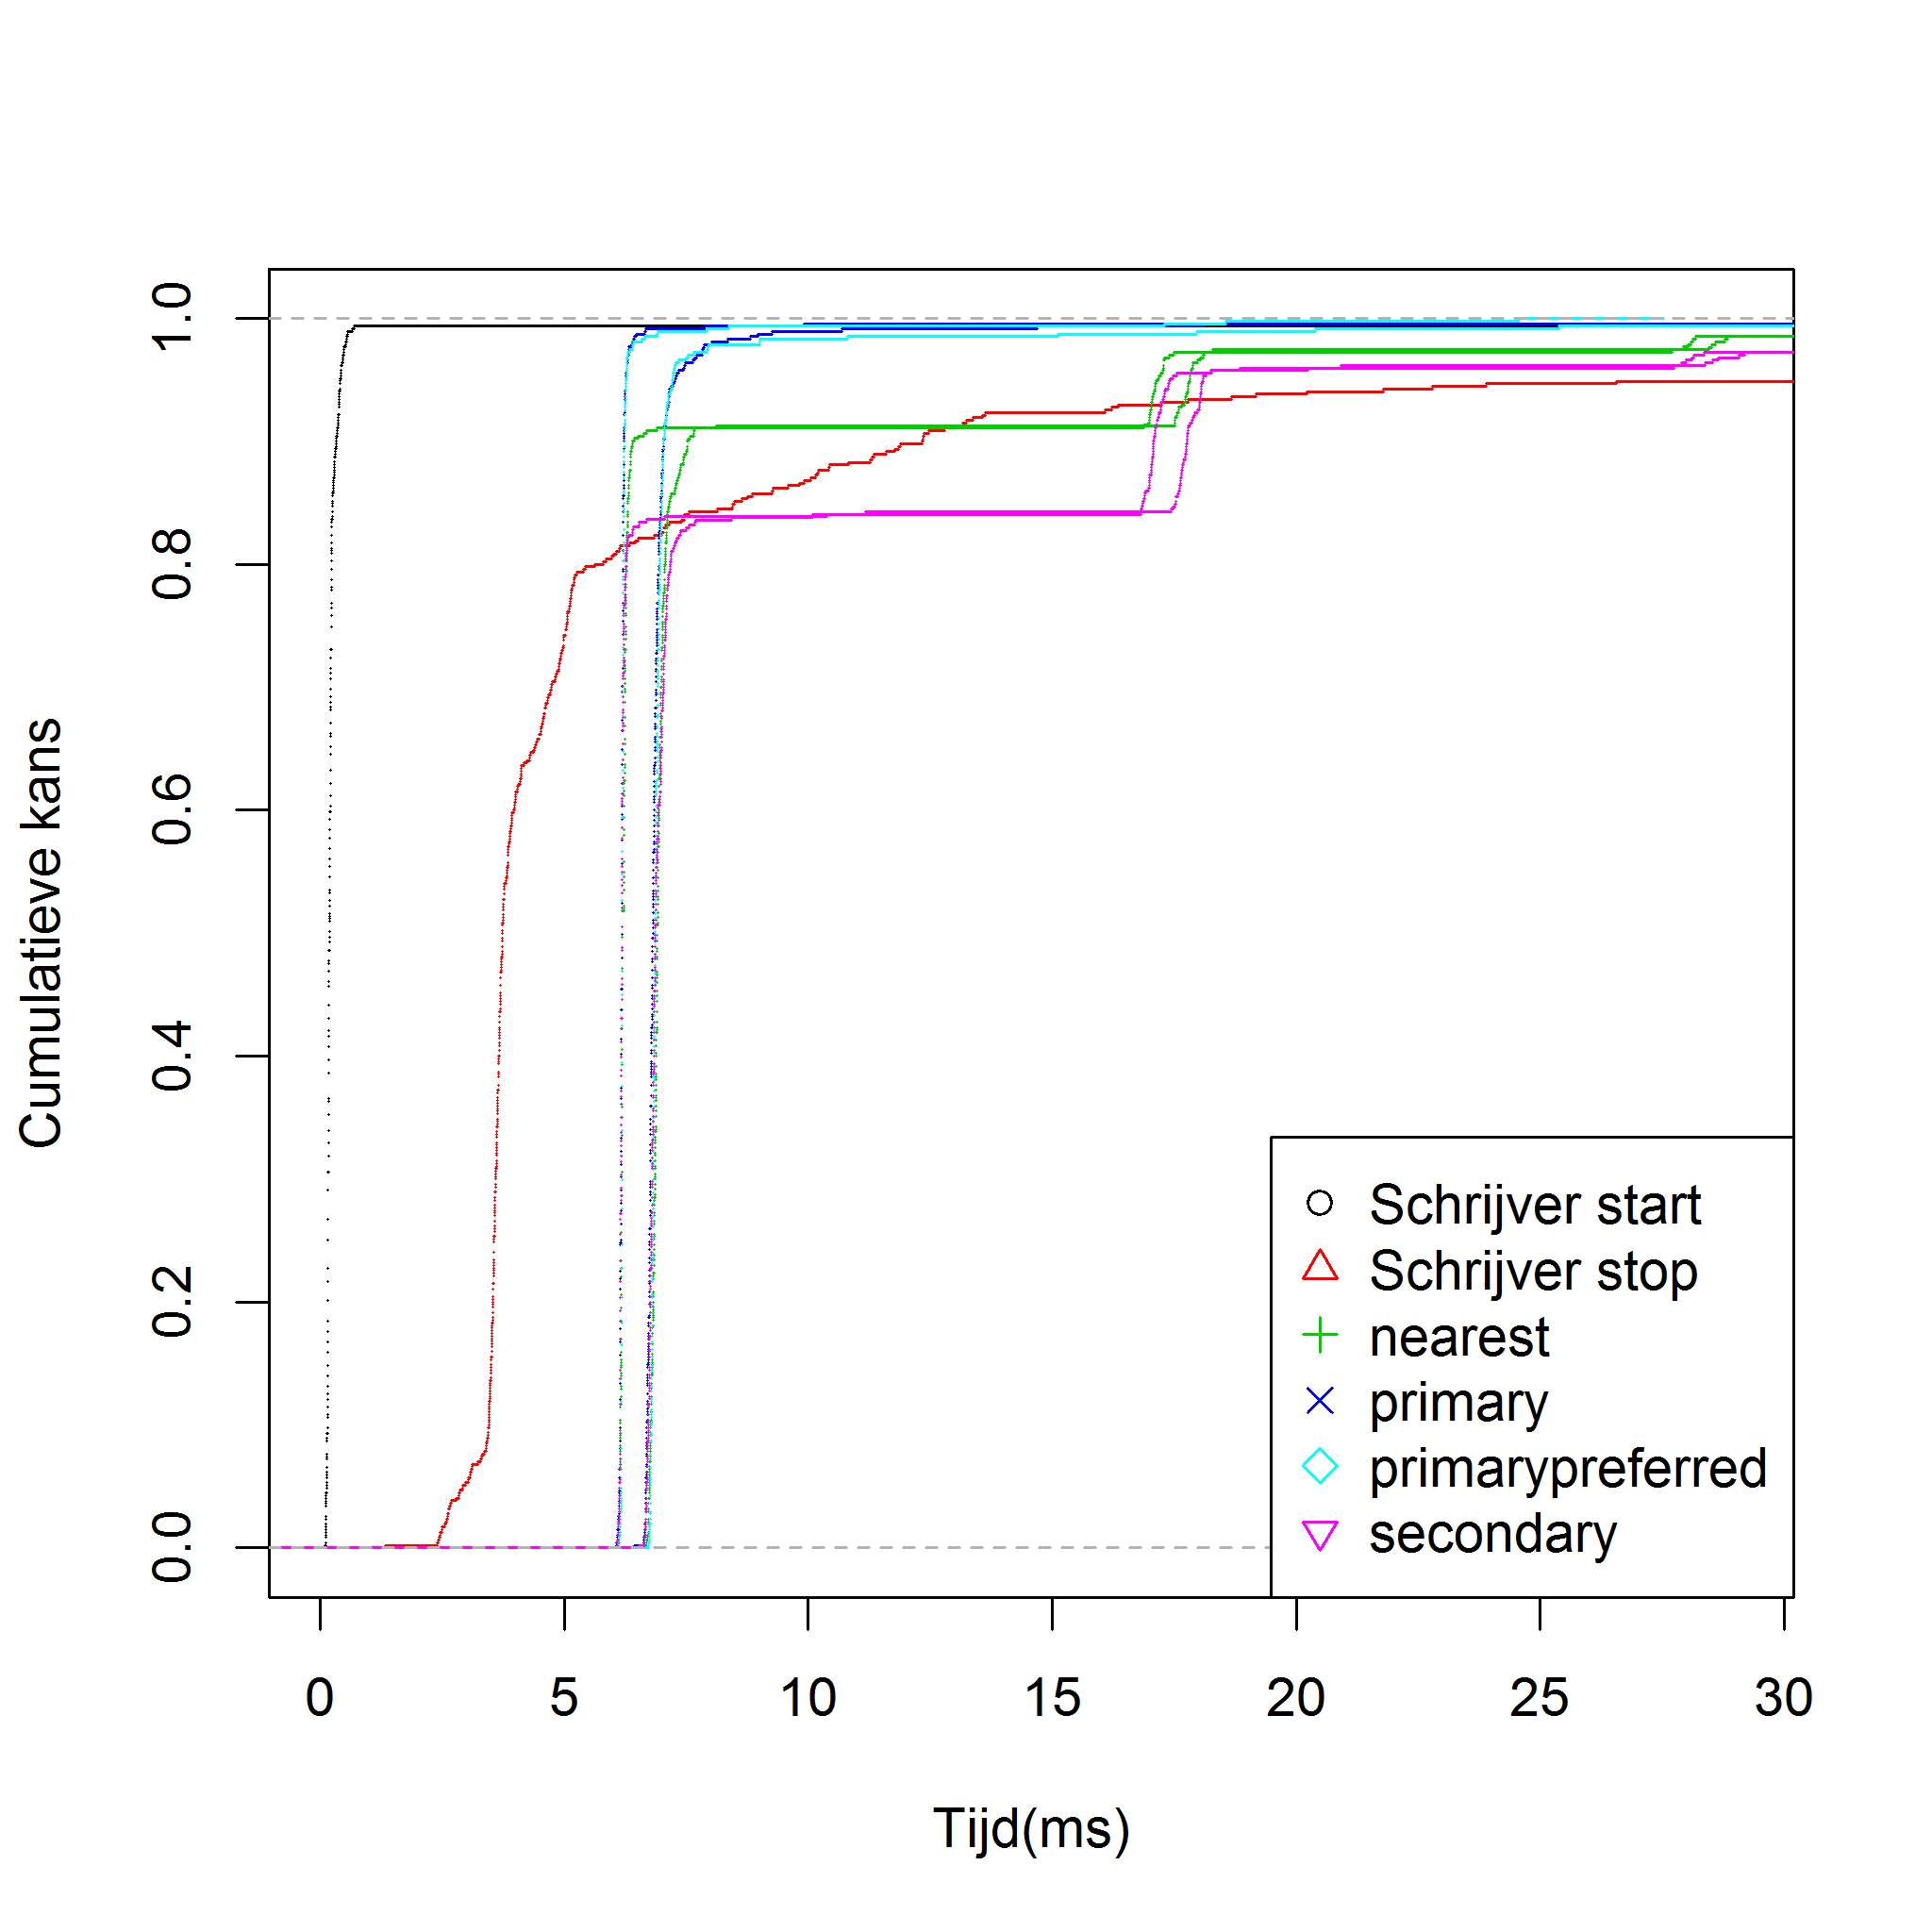 Cumulatieve kans
1.0
0.8
0.6
0.4
0.2
0.0
Schrijver start
Schrijver stop
nearest
primary
primarypreferred
secondary
0 5 10 15 20 25 30
Tijd(ms)